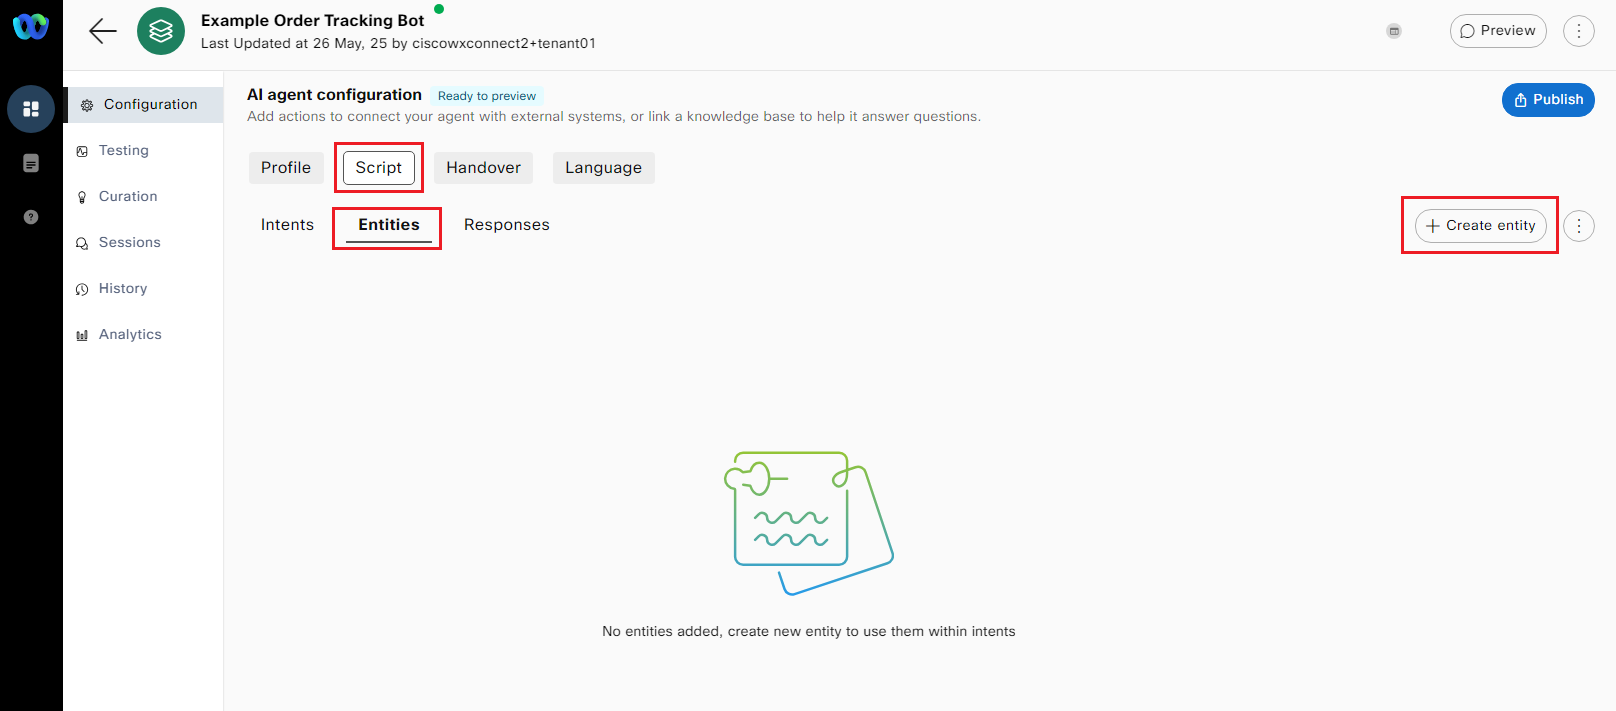 Example Order Tracking Bot
Last Updated at 26 May, 25 by ciscowxconnect2+tenant01
Preview
Configuration
Testing
Curation
Sessions
History
Analytics
AI agent configuration Ready to preview
Add actions to connect your agent with external systems, or link a knowledge base to help it answer questions.
Publish
Profile Script Handover Language
Intents Entities Responses
+ Create entity
No entities added, create new entity to use them within intents